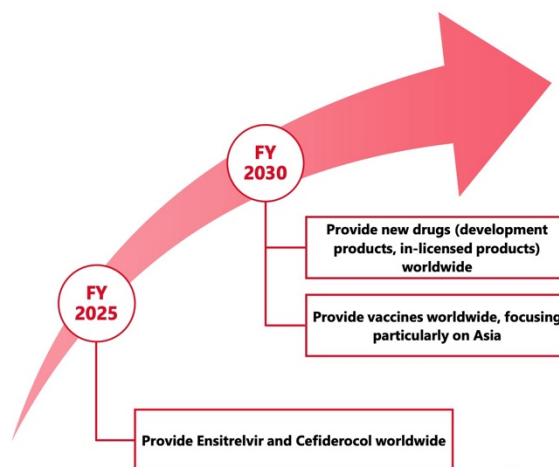 FY
2030
Provide new drugs (development
products, in-licensed products)
worldwide
FY
2025
Provide vaccines worldwide, focusing
particularly on Asia
Provide Ensitrelvir and Cefiderocol worldwide